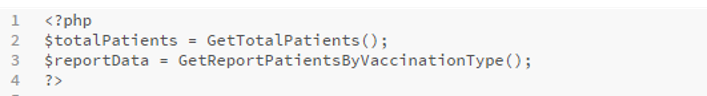 1 <?php
2 $totalPatients = GetTotalPatients();
3 $reportData = GetReportPatientsByVaccinationType();
4 ?>